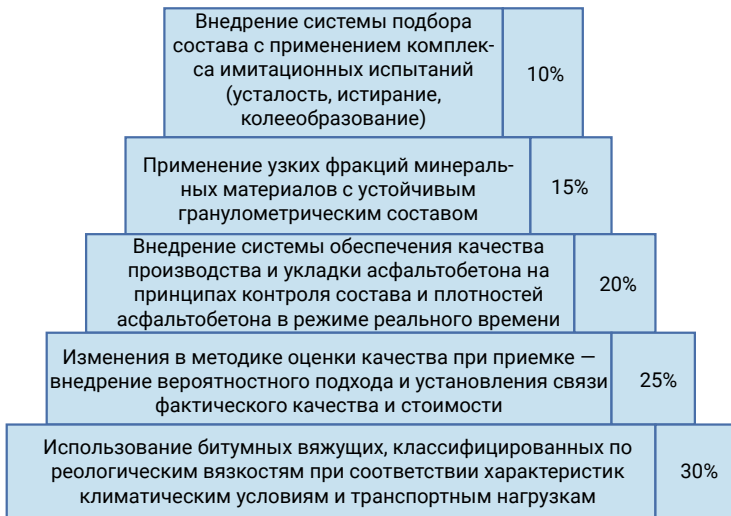 Внедрение системы подбора
состава с применением комплек-
са имитационных испытаний
(усталость, истирание,
колееобразование)
10%
Применение узких фракций минераль-
ных материалов с устойчивым
гранулометрическим составом
15%
Внедрение системы обеспечения качества
производства и укладки асфальтобетона на
принципах контроля состава и плотностей
асфальтобетона в режиме реального времени
20%
Изменения в методике оценки качества при приемке —
внедрение вероятностного подхода и установления связи
фактического качества и стоимости
25%
Использование битумных вяжущих, классифицированных по
реологическим вязкостям при соответствии характеристик
климатическим условиям и транспортным нагрузкам
30%